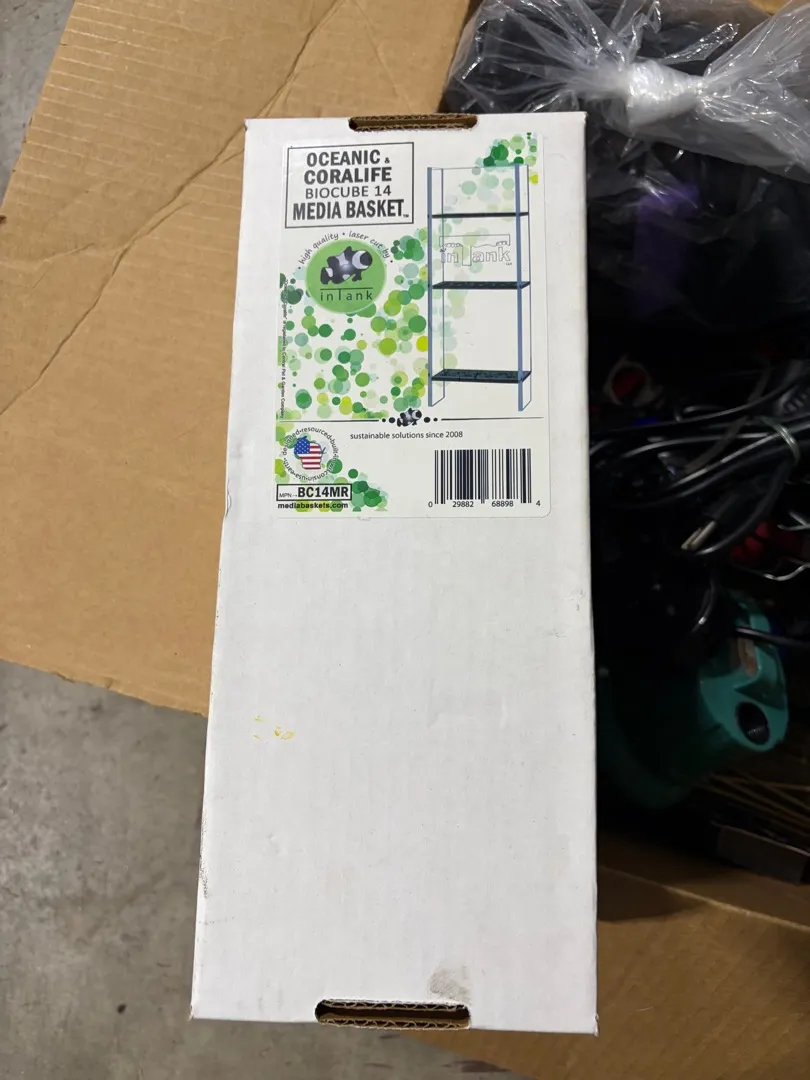 OCEANIC &
CORALIFE
BIOCUBE 14
MEDIA BASKET™
• high quality • laser cut by •
inTank
inTank
sustainable solutions since 2008
MPN - BC14MR
mediabaskets.com
0 29882 68898 4